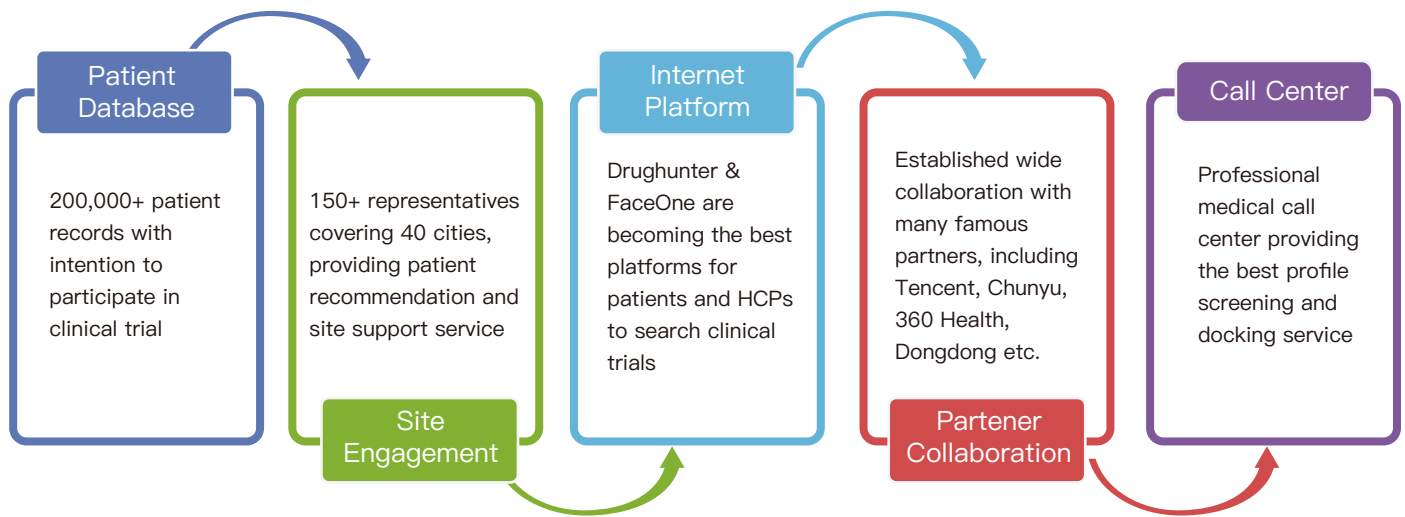 Patient
Database
200,000+ patient
records with
intention to
participate in
clinical trial
150+ representatives
covering 40 cities,
providing patient
recommendation and
site support service
Site
Engagement
Internet
Platform
Drughunter &
FaceOne are
becoming the best
platforms for
patients and HCPs
to search clinical
trials
Established wide
collaboration with
many famous
partners, including
Tencent, Chunyu,
360 Health,
Dongdong etc.
Partener
Collaboration
Call Center
Professional
medical call
center providing
the best profile
screening and
docking service